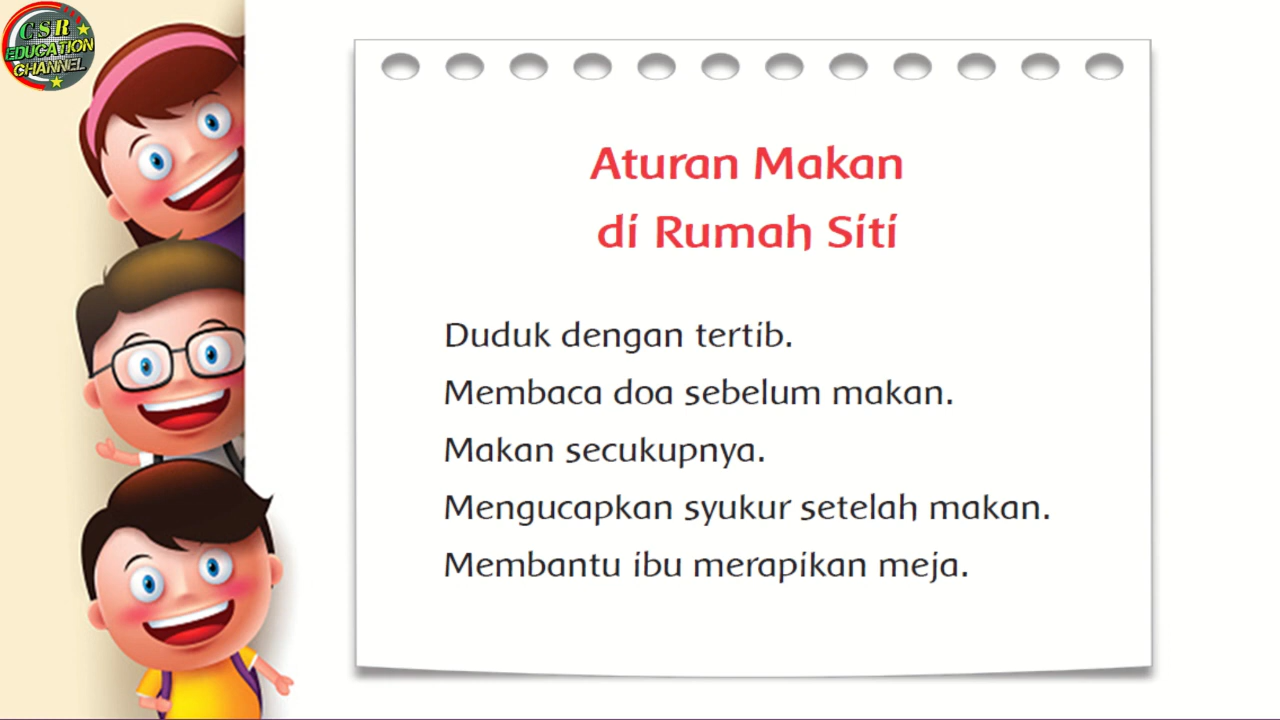 CSR
EDUCATION
CHANNEL
Aturan Makan
di Rumah Siti
Duduk dengan tertib.
Membaca doa sebelum makan.
Makan secukupnya.
Mengucapkan syukur setelah makan.
Membantu ibu merapikan meja.